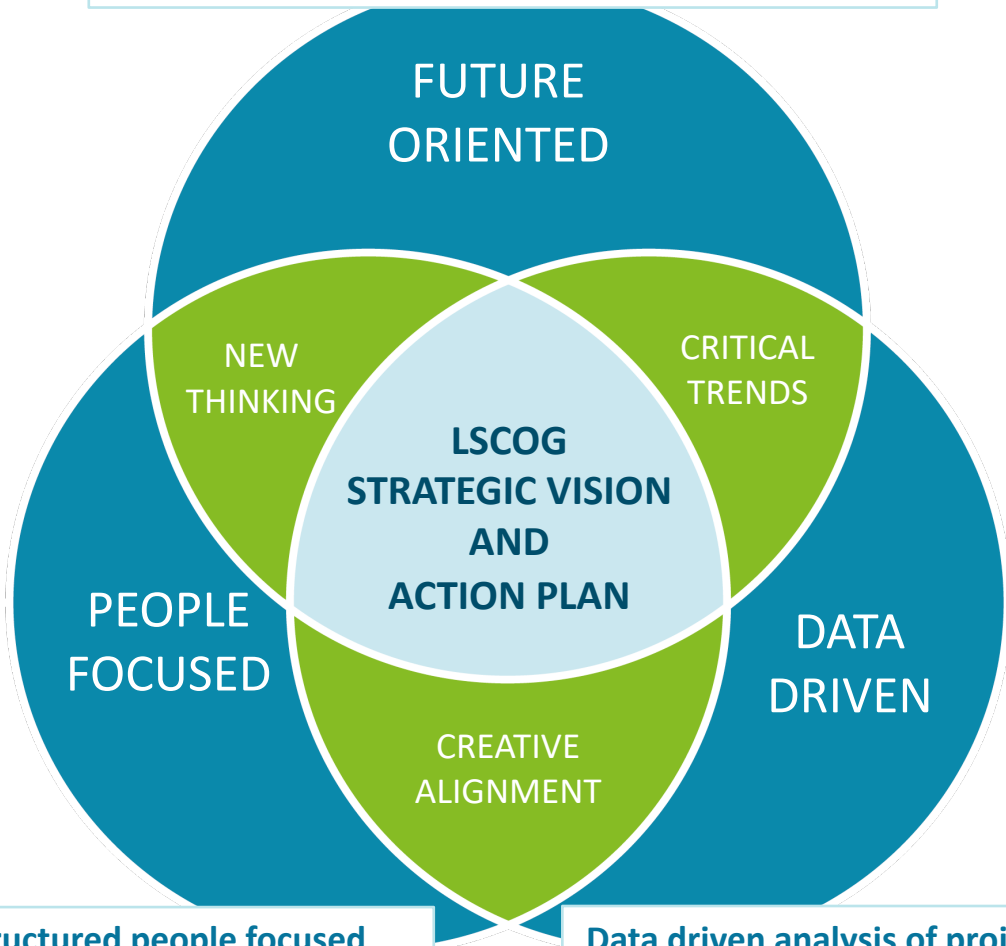 FUTURE
ORIENTED
NEW
THINKING
CRITICAL
TRENDS
LSCOG
STRATEGIC VISION
AND
ACTION PLAN
PEOPLE
FOCUSED
DATA
DRIVEN
CREATIVE
ALIGNMENT
people focused
Data driven analysis of